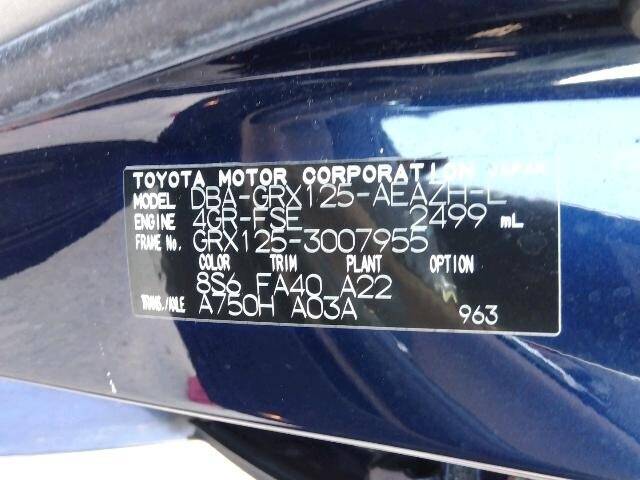 TOYOTA MOTOR CORPORATION JAPAN
MODEL DBA-GRX125-AEAZH-L
ENGINE 4GR-FSE 2499 mL
FRAME No. GRX125-3007955
COLOR TRIM PLANT OPTION
8S6 FA40 A22
TRANS./AXLE A750H A03A
963